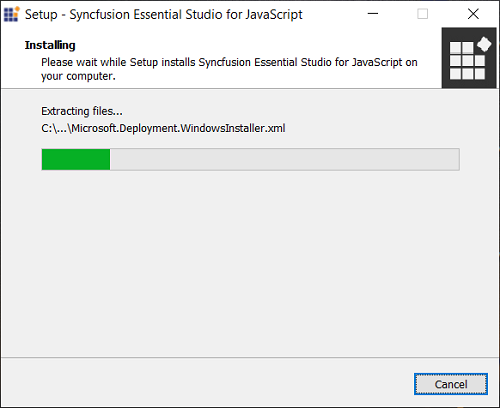 Setup - Syncfusion Essential Studio for JavaScript
Installing
Please wait while Setup installs Syncfusion Essential Studio for JavaScript on
your computer.
Extracting files...
C:\...\Microsoft.Deployment.WindowsInstaller.xml
Cancel